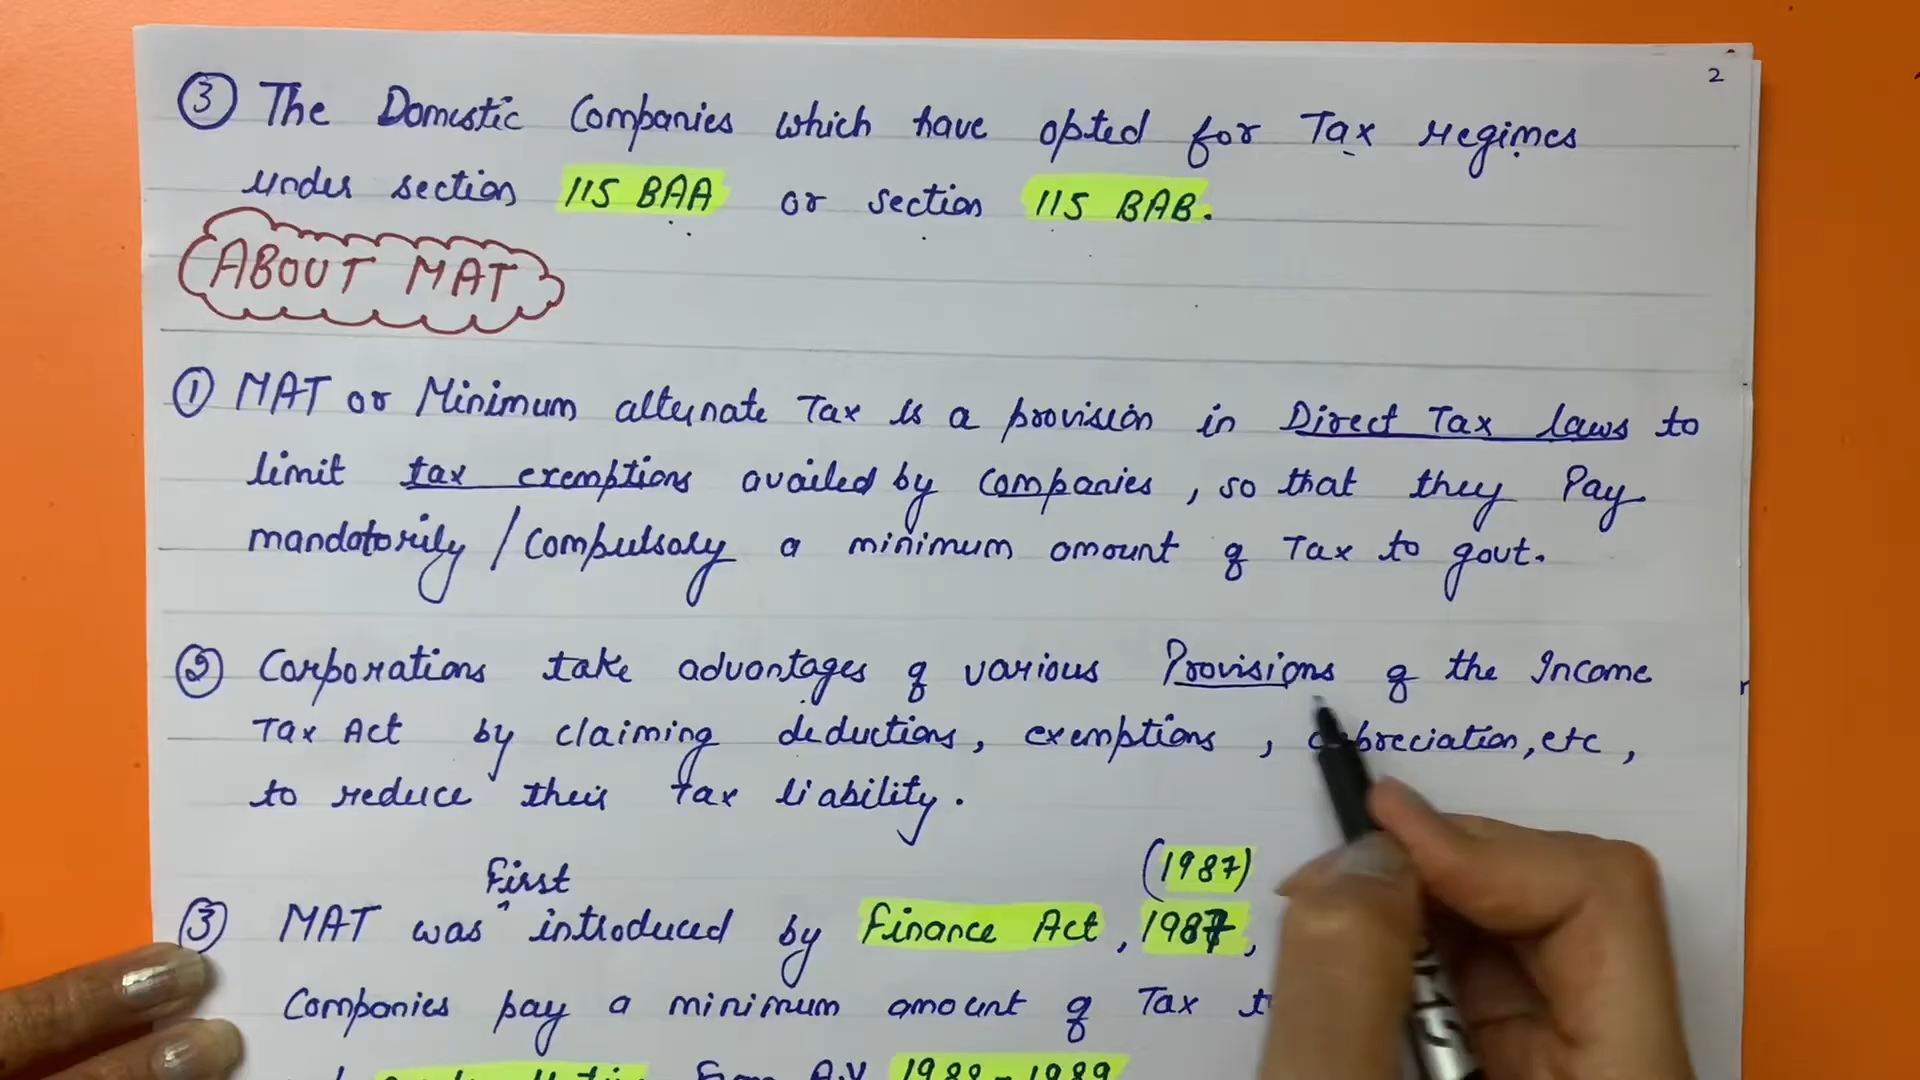 2
③ The Domestic Companies which have opted for Tax regimes
under section 115 BAA or section 115 BAB.
ABOUT MAT
① MAT or Minimum alternate Tax is a provision in Direct Tax laws to
limit tax exemptions availed by companies, so that they Pay
mandatorily / Compulsory a minimum amount of Tax to govt.
② Corporations take advantages of various Provisions of the Income
Tax Act by claiming deductions, exemptions, depreciation, etc,
to reduce their tax liability.
First (1987)
③ MAT was ^ introduced by Finance Act, 1987,
Companies pay a minimum amount of Tax
From A.Y 1988-1989